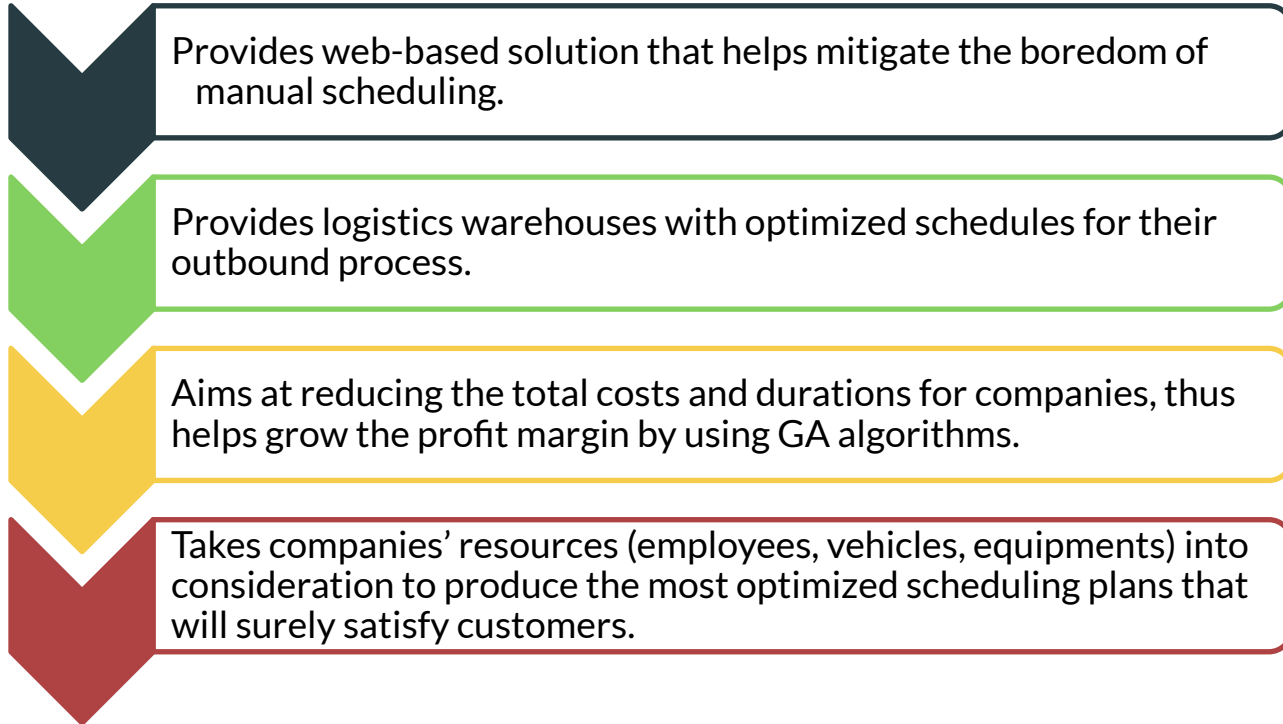 Provides web-based solution that helps mitigate the boredom of
manual scheduling.
Provides logistics warehouses with optimized schedules for their
outbound process.
Aims at reducing the total costs and durations for companies, thus
helps grow the profit margin by using GA algorithms.
Takes companies’ resources (employees, vehicles, equipments) into
consideration to produce the most optimized scheduling plans that
will surely satisfy customers.